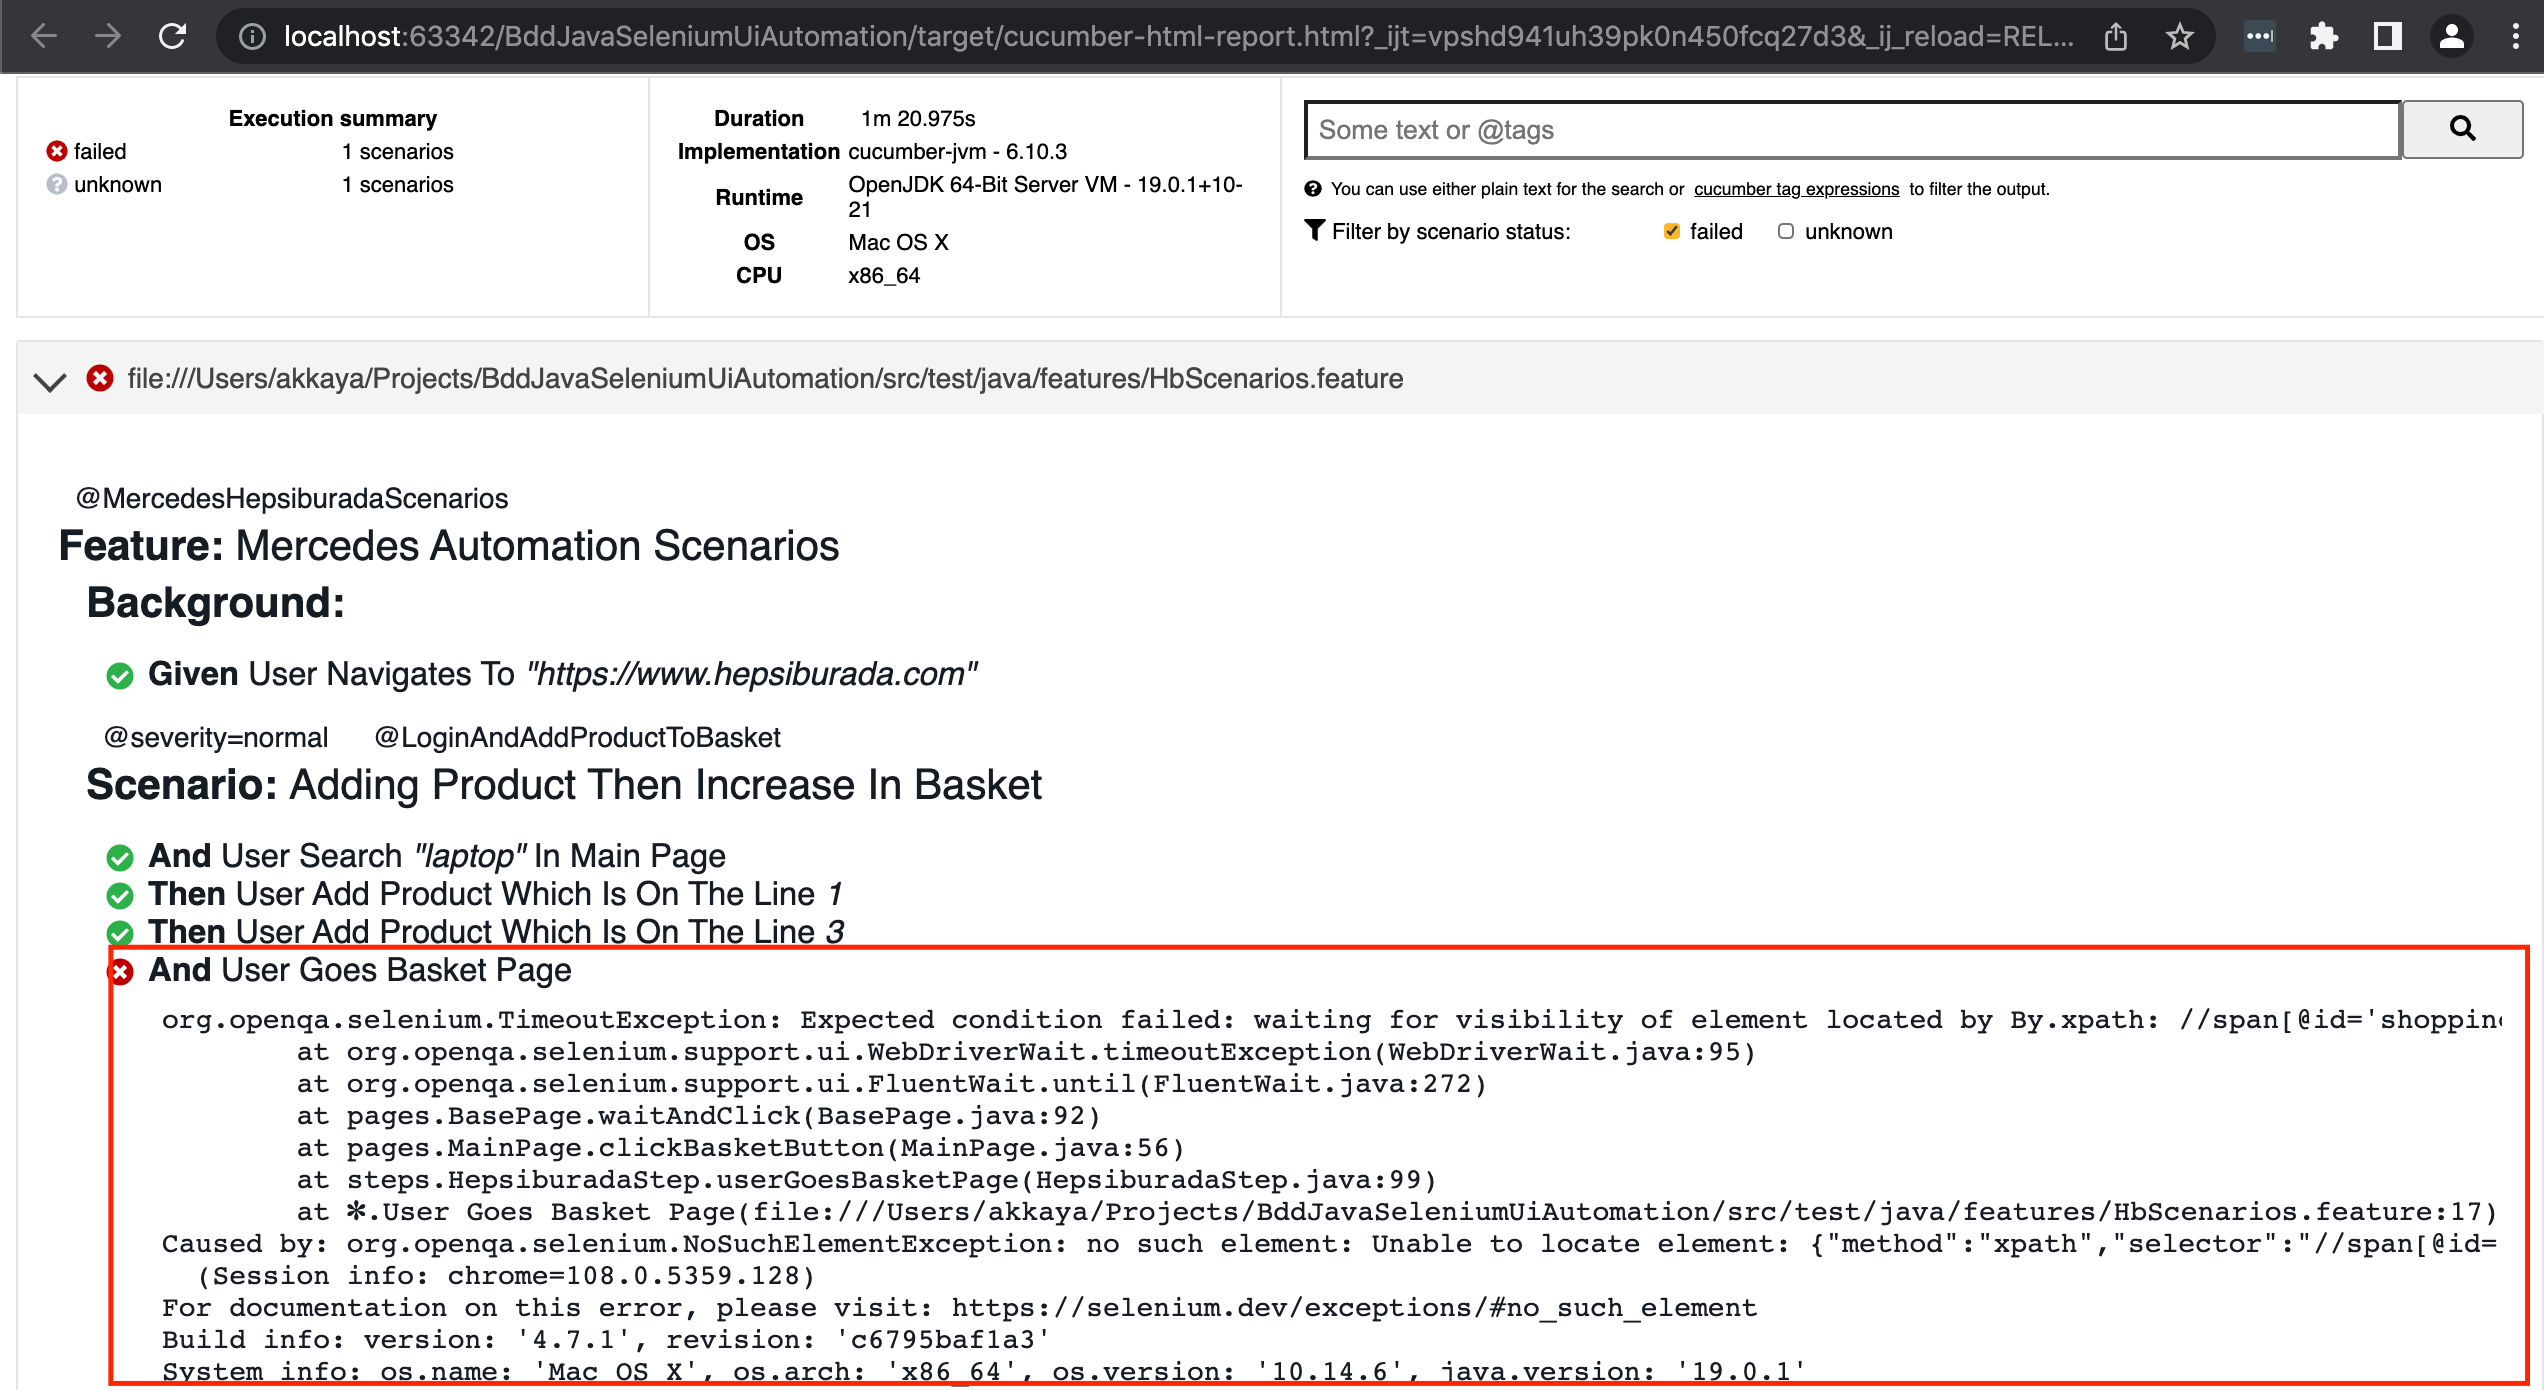 localhost:63342/BddJavaSeleniumUiAutomation/target/cucumber-html-report.html?_ijt=vpshd941uh39pk0n450fcq27d3&_ij_reload=REL...
Execution summary
failed 1 scenarios
unknown 1 scenarios
Duration 1m 20.975s
Implementation cucumber-jvm - 6.10.3
Runtime OpenJDK 64-Bit Server VM - 19.0.1+10-
21
OS Mac OS X
CPU x86_64
Some text or @tags
You can use either plain text for the search or cucumber tag expressions to filter the output.
Filter by scenario status: failed unknown
file:///Users/akkaya/Projects/BddJavaSeleniumUiAutomation/src/test/java/features/HbScenarios.feature
@MercedesHepsiburadaScenarios
Feature: Mercedes Automation Scenarios
Background:
Given User Navigates To "https://www.hepsiburada.com"
@severity=normal @LoginAndAddProductToBasket
Scenario: Adding Product Then Increase In Basket
And User Search "laptop" In Main Page
Then User Add Product Which Is On The Line 1
Then User Add Product Which Is On The Line 3
And User Goes Basket Page
org.openqa.selenium.TimeoutException: Expected condition failed: waiting for visibility of element located by By.xpath: //span[@id='shopping
at org.openqa.selenium.support.ui.WebDriverWait.timeoutException(WebDriverWait.java:95)
at org.openqa.selenium.support.ui.FluentWait.until(FluentWait.java:272)
at pages.BasePage.waitAndClick(BasePage.java:92)
at pages.MainPage.clickBasketButton(MainPage.java:56)
at steps.HepsiburadaStep.userGoesBasketPage(HepsiburadaStep.java:99)
at ✽.User Goes Basket Page(file:///Users/akkaya/Projects/BddJavaSeleniumUiAutomation/src/test/java/features/HbScenarios.feature:17)
Caused by: org.openqa.selenium.NoSuchElementException: no such element: Unable to locate element: {"method":"xpath","selector":"//span[@id=
(Session info: chrome=108.0.5359.128)
For documentation on this error, please visit: https://selenium.dev/exceptions/#no_such_element
Build info: version: '4.7.1', revision: 'c6795baf1a3'
System info: os.name: 'Mac OS X', os.arch: 'x86_64', os.version: '10.14.6', java.version: '19.0.1'